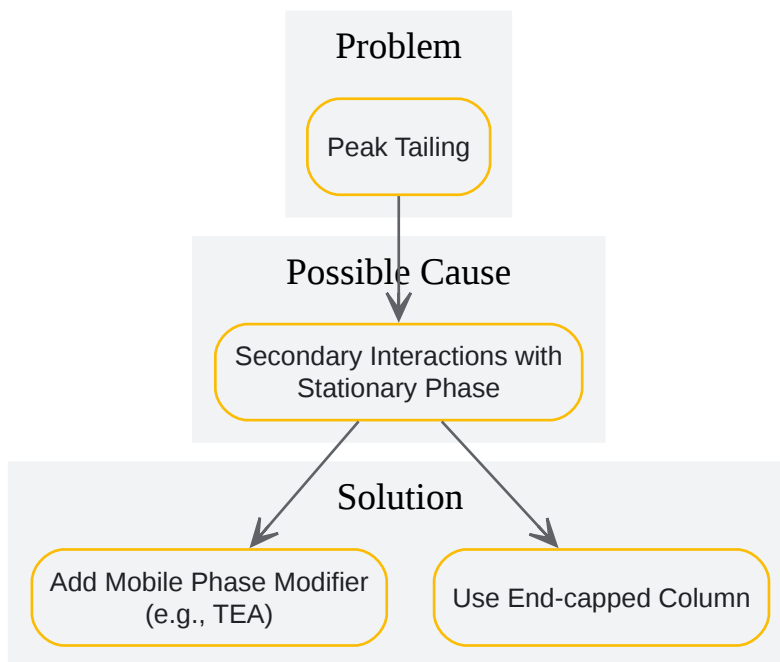 Problem
Peak Tailing
Possible Cause
Secondary Interactions with
Stationary Phase
Solution
Add Mobile Phase Modifier
(e.g., TEA)
Use End-capped Column